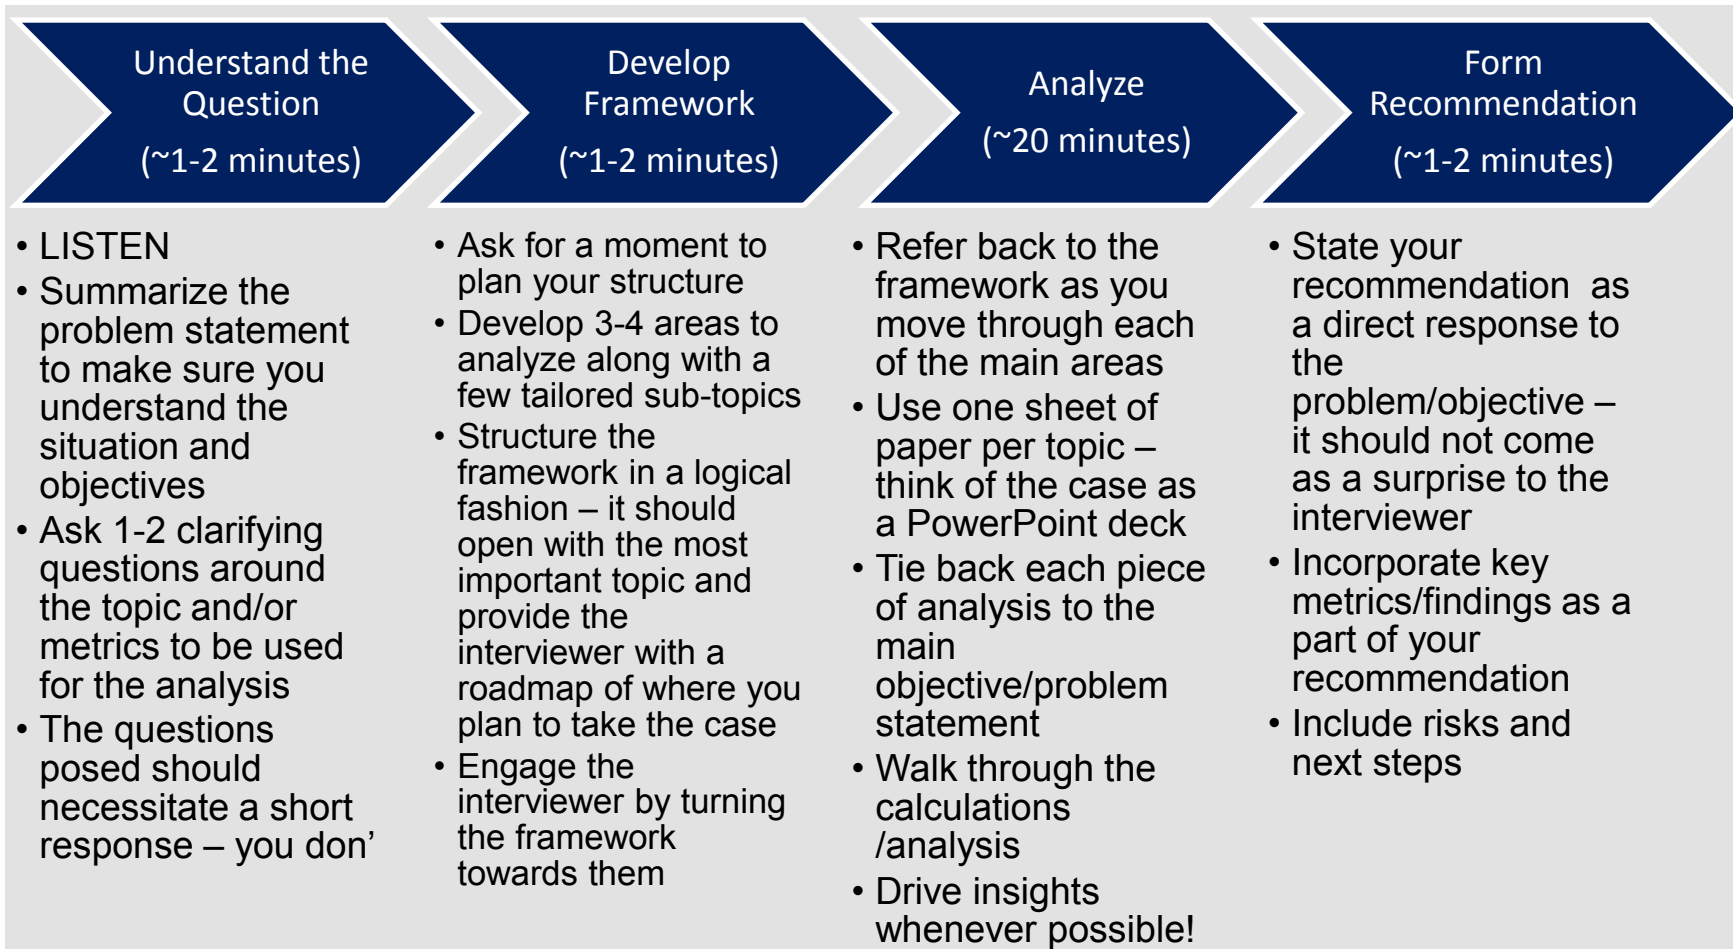 Understand the
Question
(~1-2 minutes)
• LISTEN
• Summarize the
problem statement
to make sure you
understand the
situation and
objectives
• Ask 1-2 clarifying
questions around
the topic and/or
metrics to be used
for the analysis
• The questions
posed should
necessitate a short
response – you don’
Develop
Framework
(~1-2 minutes)
• Ask for a moment to
plan your structure
• Develop 3-4 areas to
analyze along with a
few tailored sub-topics
• Structure the
framework in a logical
fashion – it should
open with the most
important topic and
provide the
interviewer with a
roadmap of where you
plan to take the case
• Engage the
interviewer by turning
the framework
towards them
Analyze
(~20 minutes)
• Refer back to the
framework as you
move through each
of the main areas
• Use one sheet of
paper per topic –
think of the case as
a PowerPoint deck
• Tie back each piece
of analysis to the
main
objective/problem
statement
• Walk through the
calculations
/analysis
• Drive insights
whenever possible!
Form
Recommendation
(~1-2 minutes)
• State your
recommendation as
a direct response to
the
problem/objective –
it should not come
as a surprise to the
interviewer
• Incorporate key
metrics/findings as a
part of your
recommendation
• Include risks and
next steps